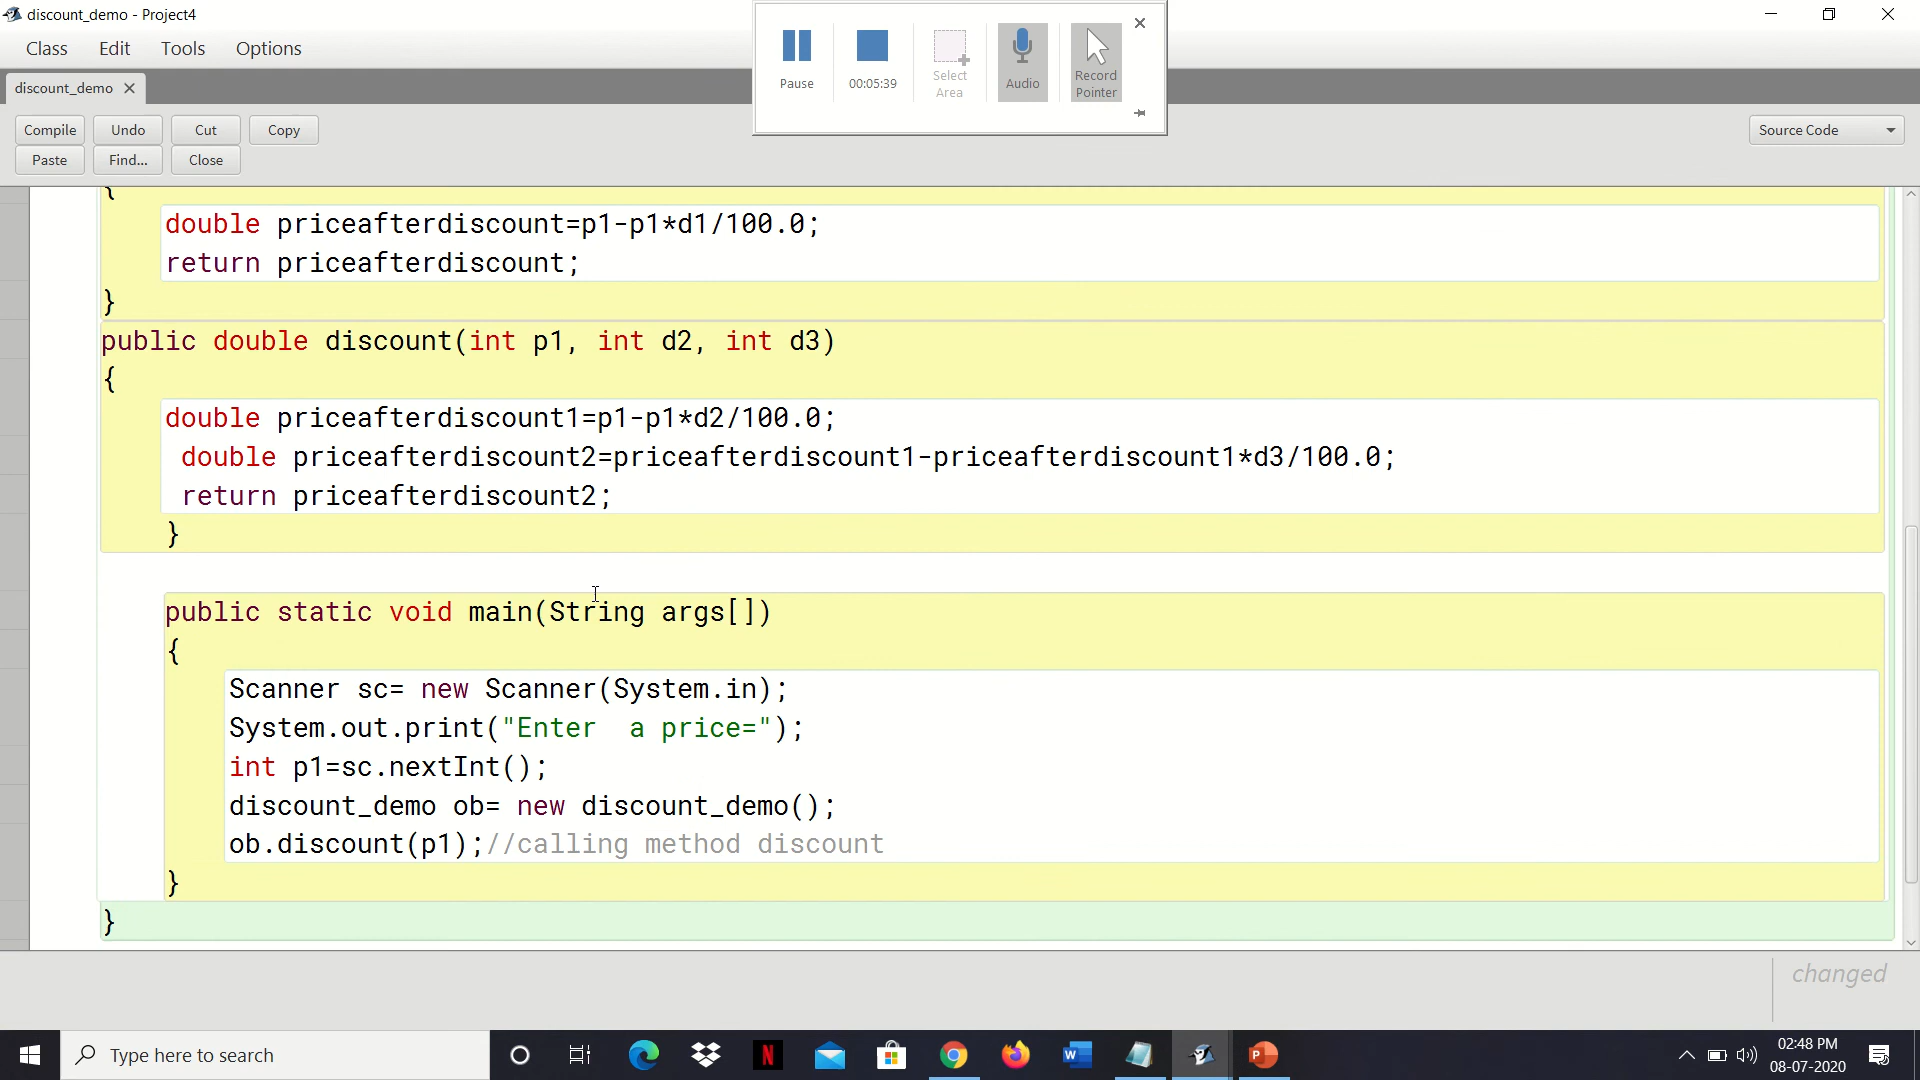 discount_demo - Project4
Class Edit Tools Options
discount_demo
Compile Undo Cut Copy
Paste Find... Close
Source Code
Pause 00:05:39 Select Area Audio Record Pointer
{
double priceafterdiscount=p1-p1*d1/100.0;
return priceafterdiscount;
}
public double discount(int p1, int d2, int d3)
{
double priceafterdiscount1=p1-p1*d2/100.0;
double priceafterdiscount2=priceafterdiscount1-priceafterdiscount1*d3/100.0;
return priceafterdiscount2;
}
public static void main(String args[])
{
Scanner sc= new Scanner(System.in);
System.out.print("Enter  a price=");
int p1=sc.nextInt();
discount_demo ob= new discount_demo();
ob.discount(p1);//calling method discount
}
}
changed
Type here to search
02:48 PM
08-07-2020